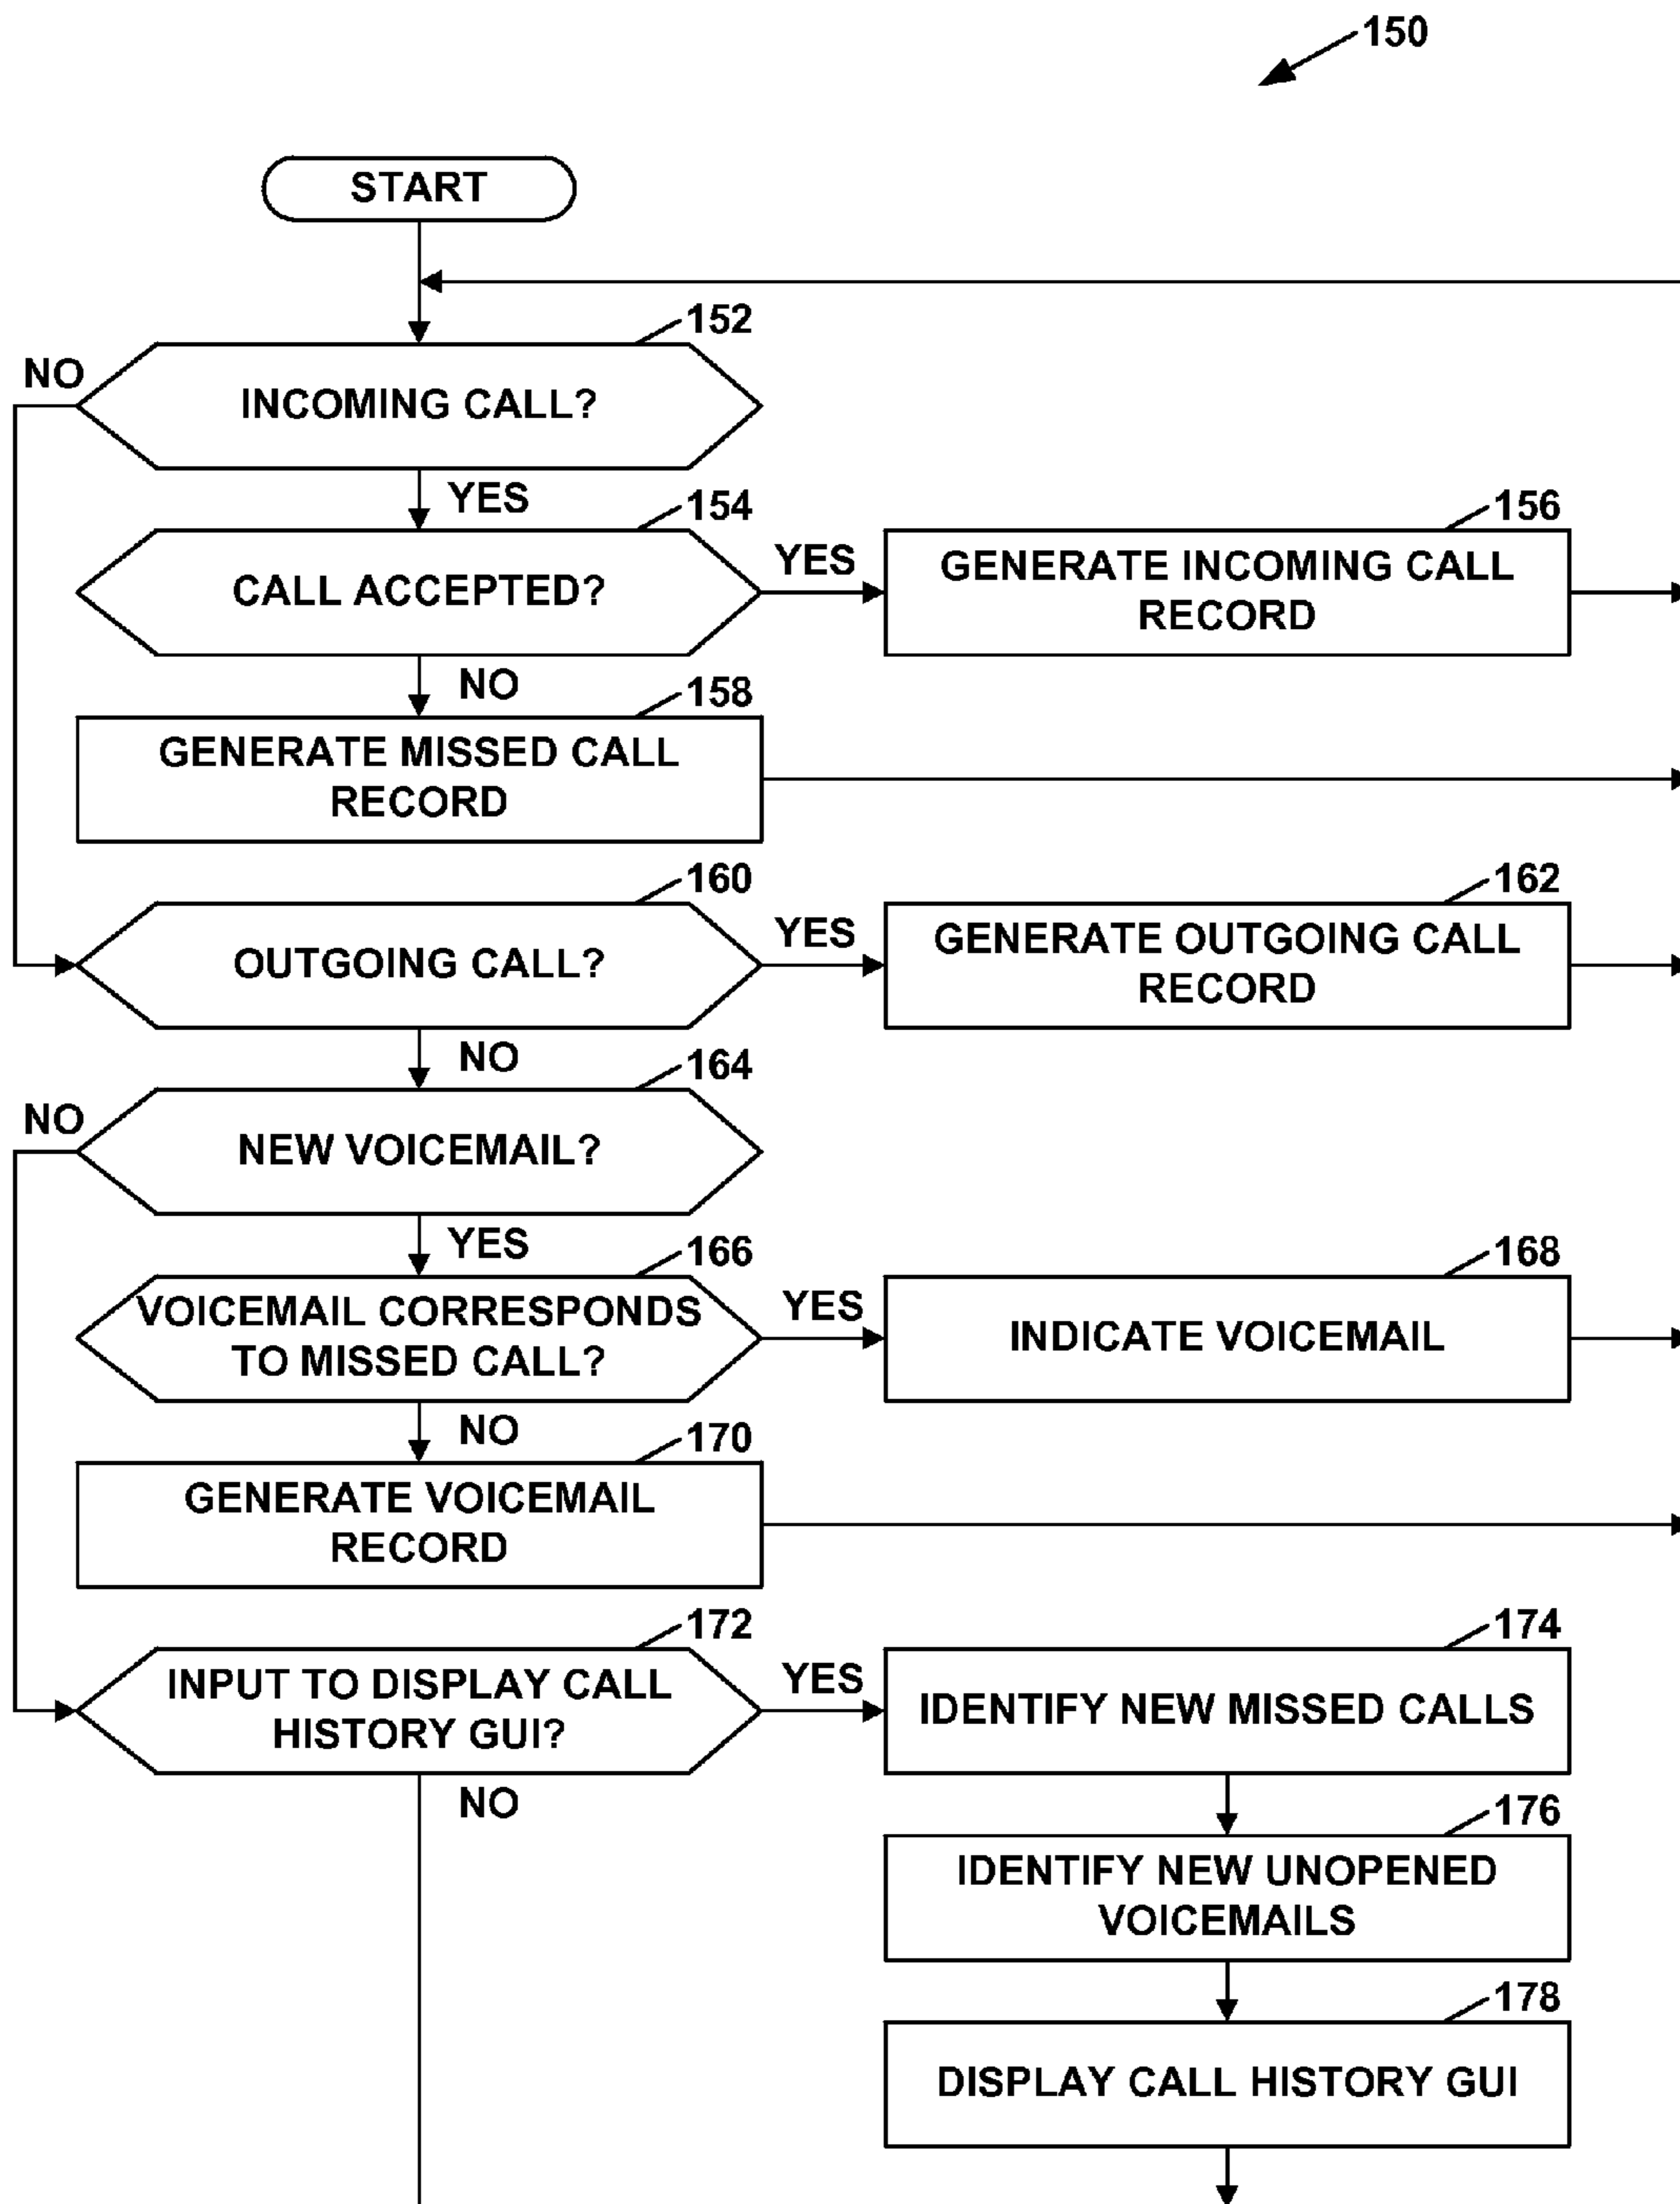 150
START
152
NO
INCOMING CALL?
YES
154
156
CALL ACCEPTED?
YES
GENERATE INCOMING CALL
RECORD
NO
158
GENERATE MISSED CALL
RECORD
160
162
OUTGOING CALL?
YES
GENERATE OUTGOING CALL
RECORD
NO
164
NO
NEW VOICEMAIL?
YES
166
168
VOICEMAIL CORRESPONDS
TO MISSED CALL?
YES
INDICATE VOICEMAIL
NO
170
GENERATE VOICEMAIL
RECORD
172
174
INPUT TO DISPLAY CALL
HISTORY GUI?
YES
IDENTIFY NEW MISSED CALLS
NO
176
IDENTIFY NEW UNOPENED
VOICEMAILS
178
DISPLAY CALL HISTORY GUI